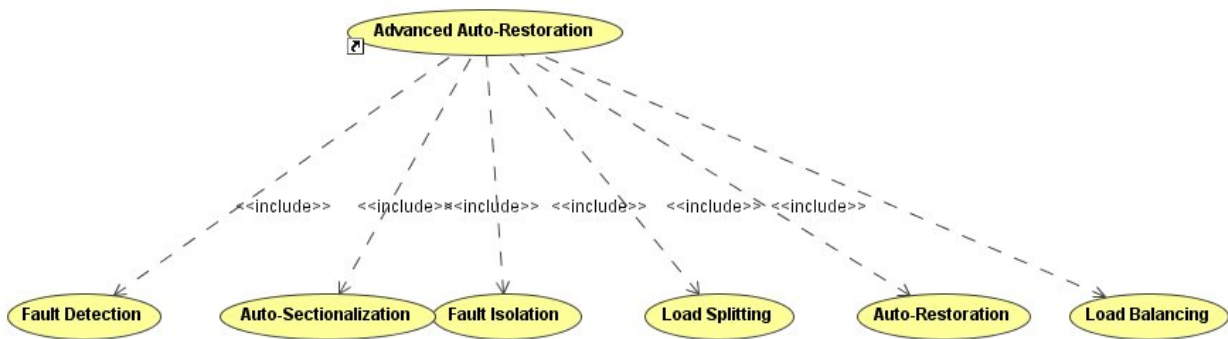 Advanced Auto-Restoration
<<include>> <<include>> <<include>> <<include>> <<include>> <<include>>
Fault Detection Auto-Sectionalization Fault Isolation Load Splitting Auto-Restoration Load Balancing